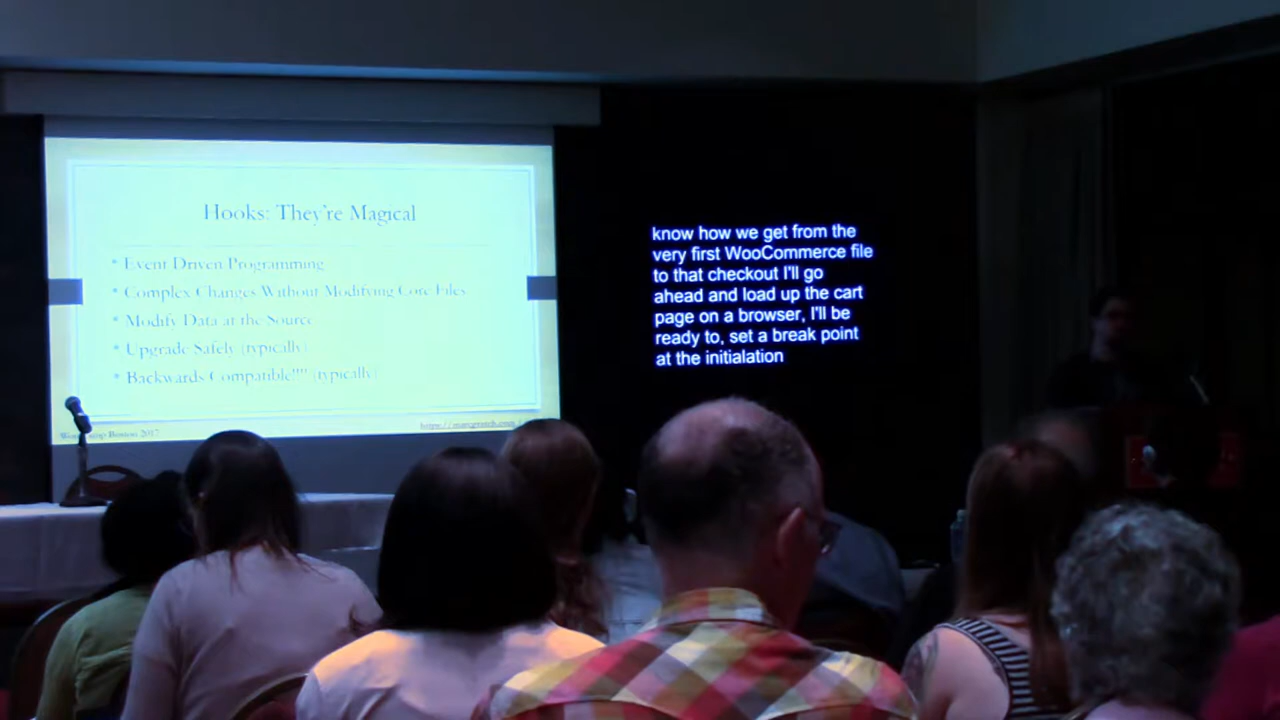 Hooks: They're Magical
* Event Driven Programming
* Complex Changes Without Modifying Core Files
* Modify Data at the Source
* Upgrade Safely (typically)
* Backwards Compatible!!!* (typically)
Boston 2017
know how we get from the
very first WooCommerce file
to that checkout I'll go
ahead and load up the cart
page on a browser, I'll be
ready to, set a break point
at the initialation